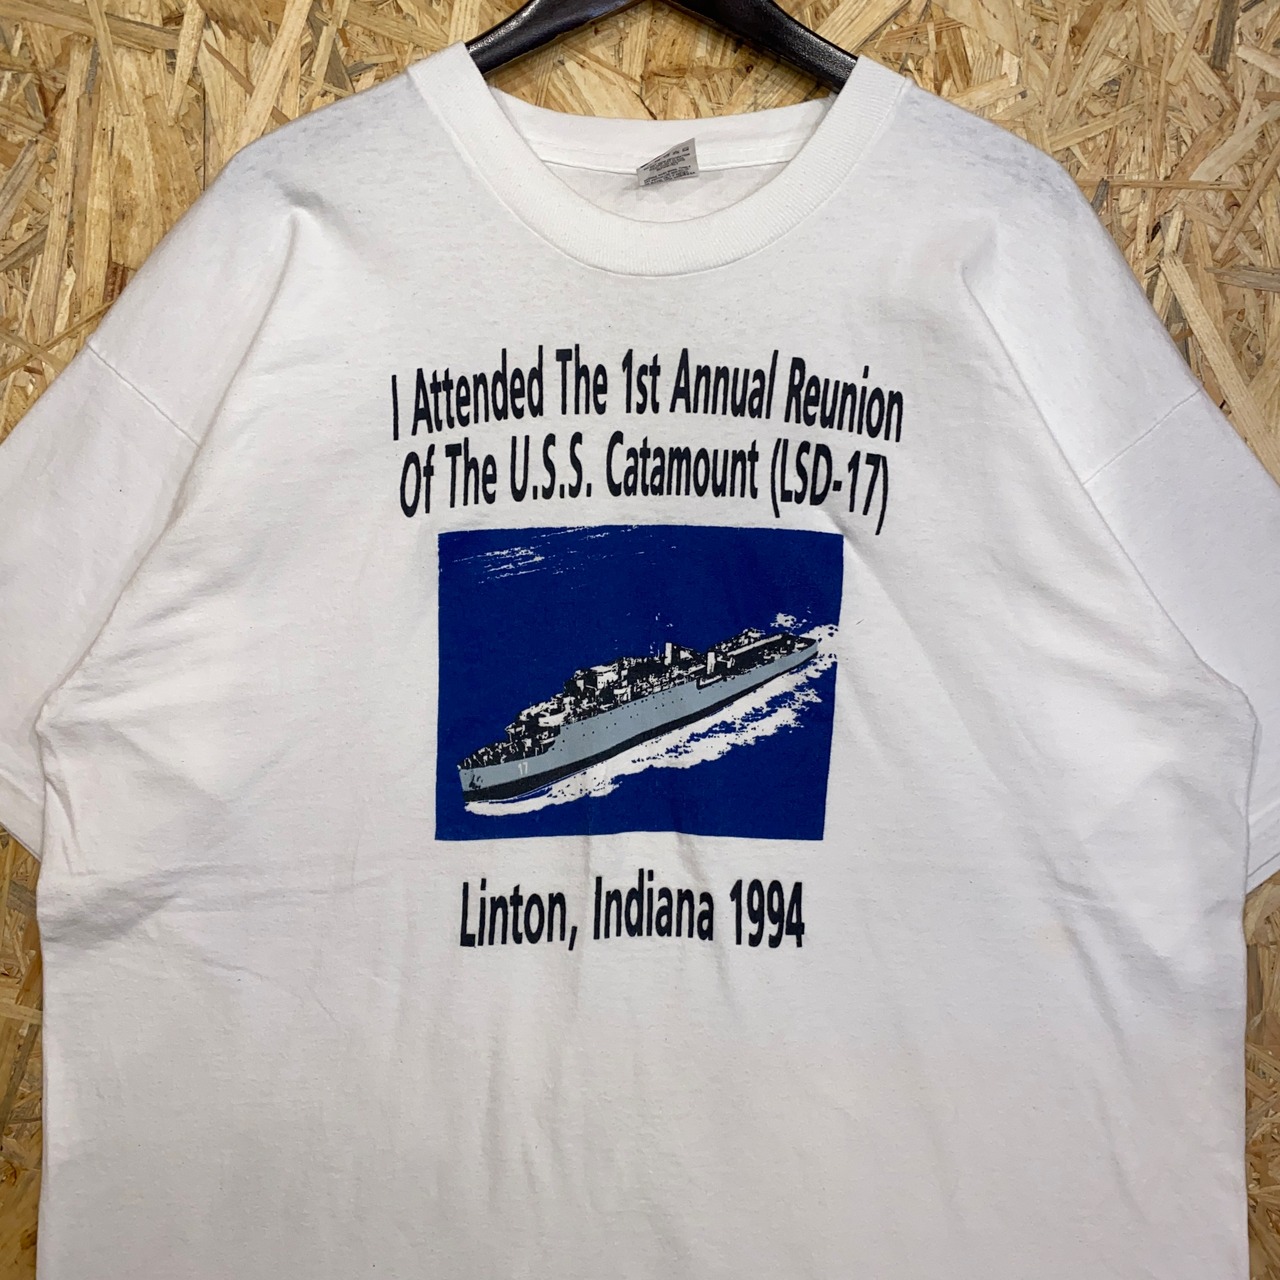 I Attended The 1st Annual Reunion
Of The U.S.S. Catamount (LSD-17)
17
Linton, Indiana 1994